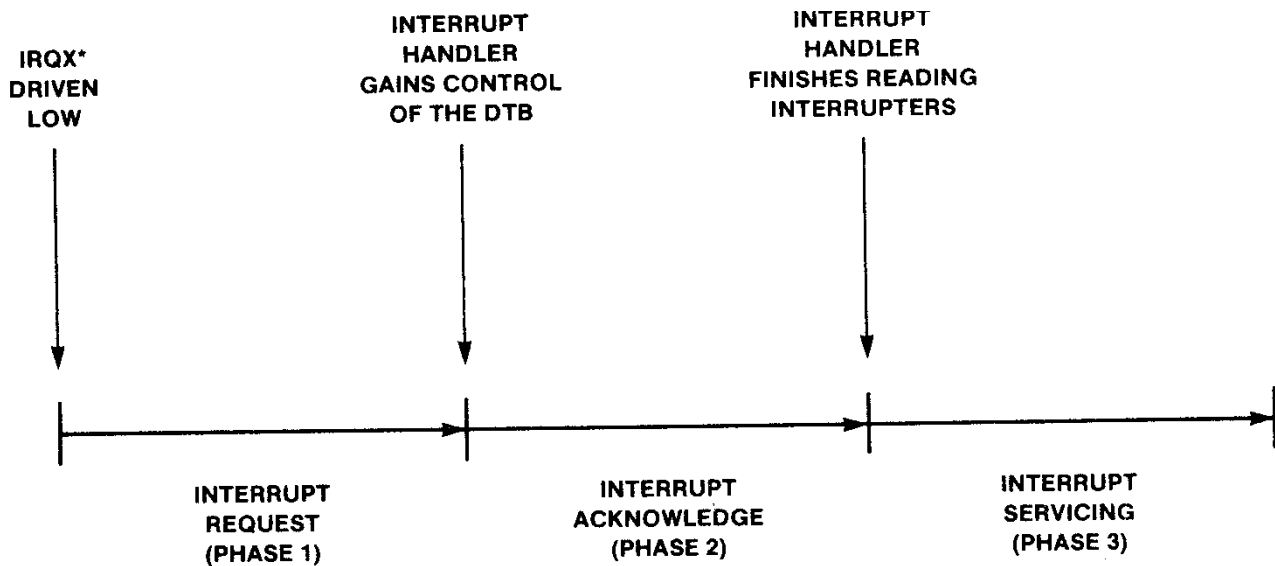 IRQX*
DRIVEN
LOW
INTERRUPT
HANDLER
GAINS CONTROL
OF THE DTB
INTERRUPT
HANDLER
FINISHES READING
INTERRUPTERS
INTERRUPT
REQUEST
(PHASE 1)
INTERRUPT
ACKNOWLEDGE
(PHASE 2)
INTERRUPT
SERVICING
(PHASE 3)